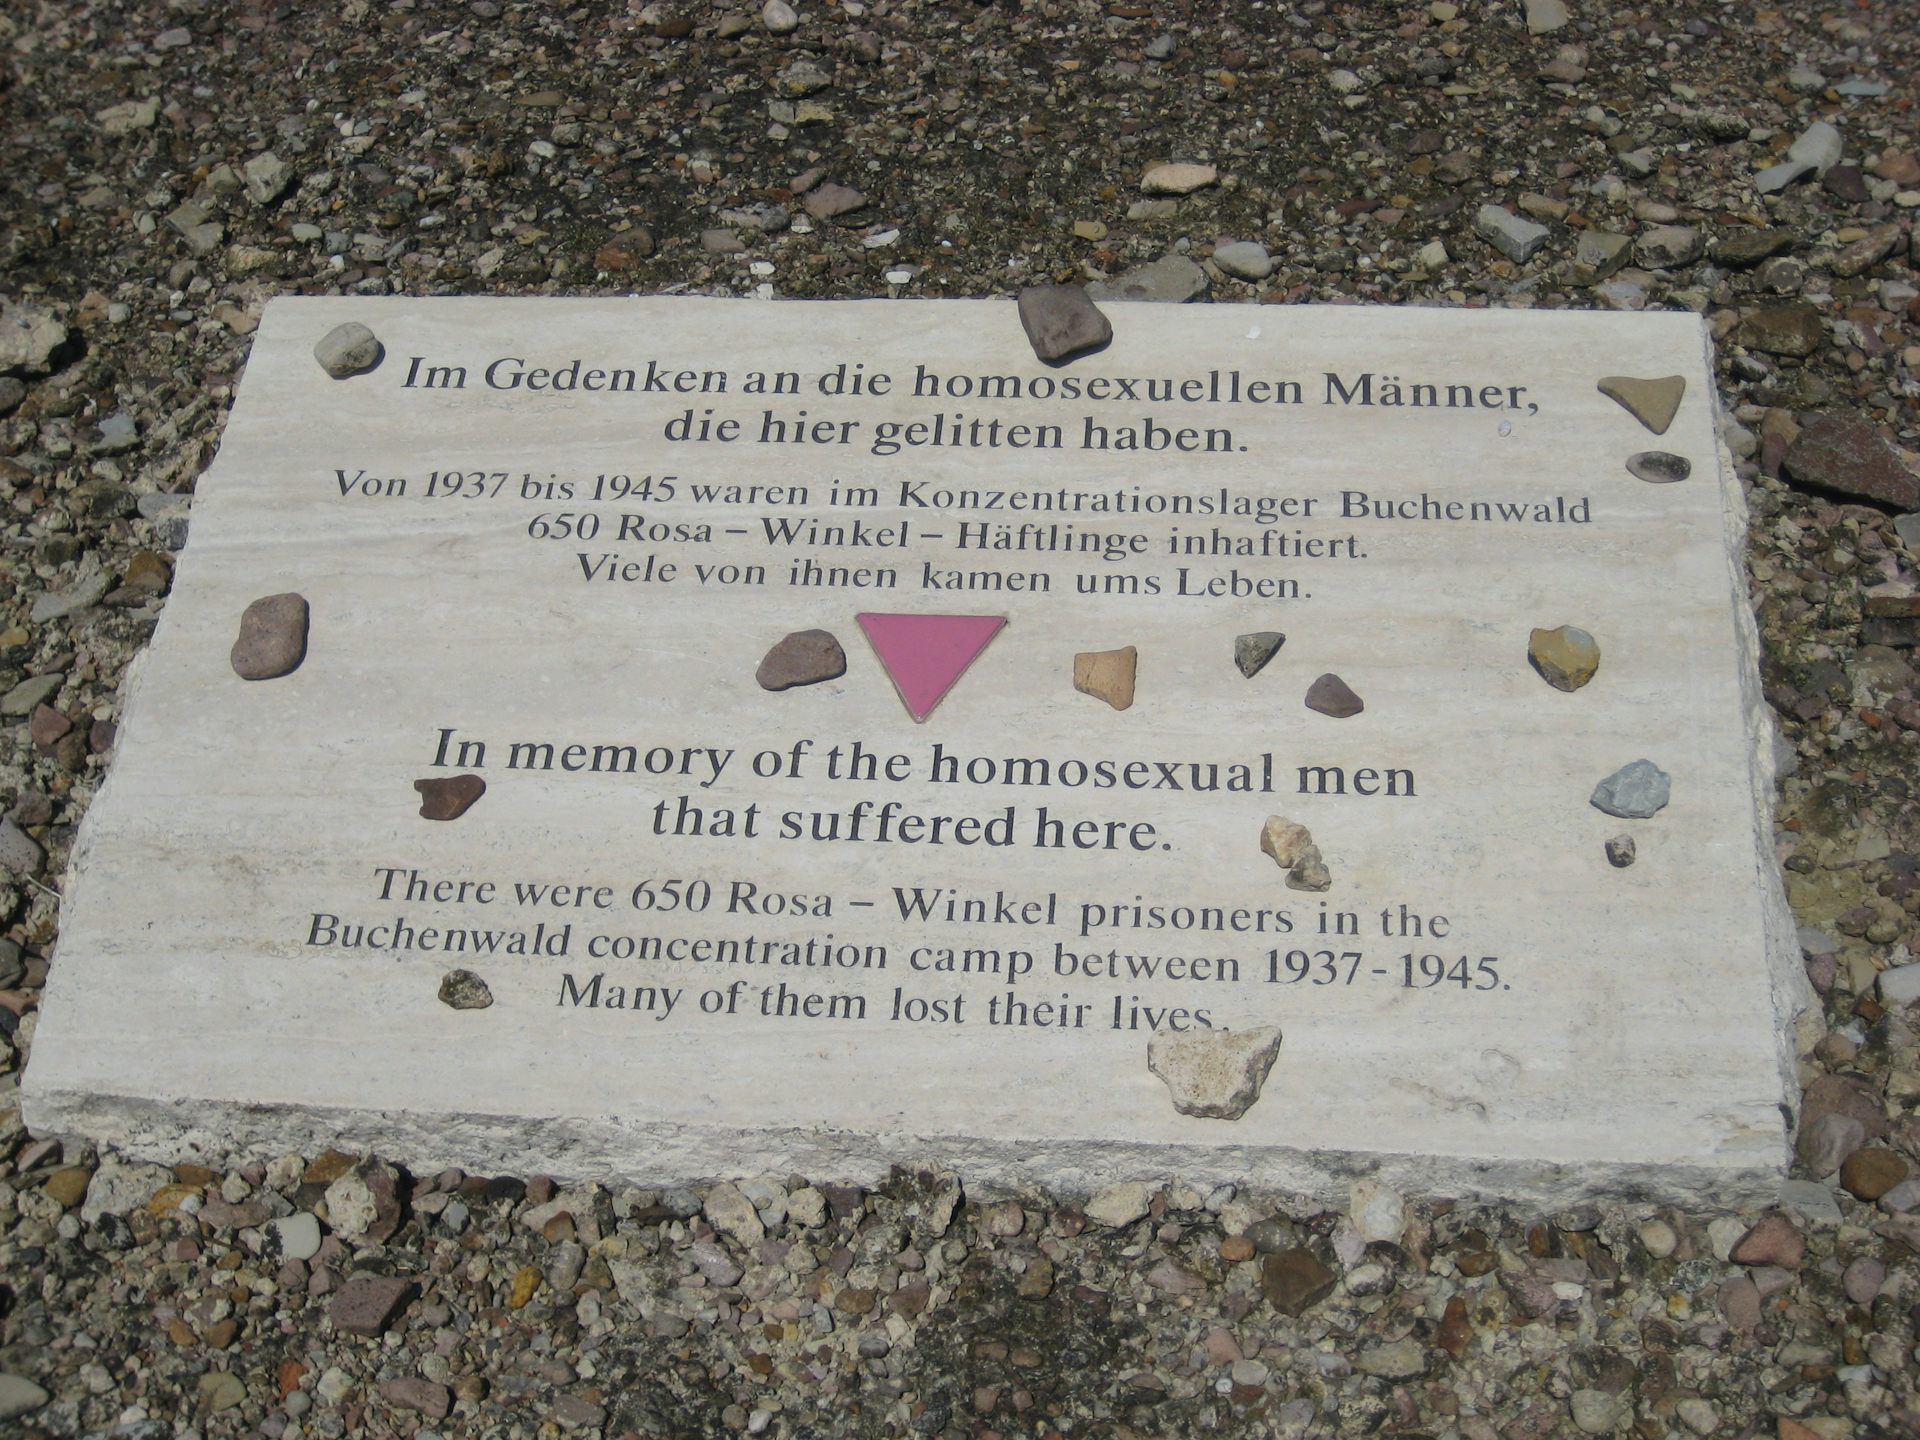 Im Gedenken an die homosexuellen Männer,
die hier gelitten haben.
Von 1937 bis 1945 waren im Konzentrationslager Buchenwald
650 Rosa – Winkel – Häftlinge inhaftiert.
Viele von ihnen kamen ums Leben.
In memory of the homosexual men
that suffered here.
There were 650 Rosa – Winkel prisoners in the
Buchenwald concentration camp between 1937 - 1945.
Many of them lost their lives.